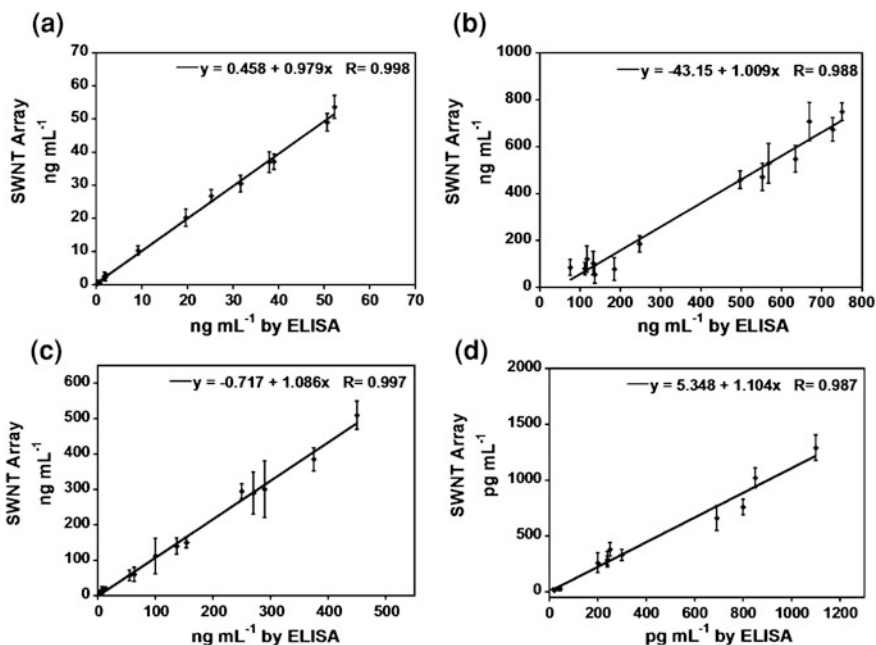 (a)
70
60
50
40
30
20
10
0
SWNT Array
ng mL⁻¹
y = 0.458 + 0.979x R= 0.998
10 20 30 40 50 60 70
ng mL⁻¹ by ELISA
(b)
1000
800
600
400
200
0
SWNT Array
ng mL⁻¹
y = -43.15 + 1.009x R= 0.988
0 100 200 300 400 500 600 700 800
ng mL⁻¹ by ELISA
(c)
600
500
400
300
200
100
0
SWNT Array
ng mL⁻¹
y = -0.717 + 1.086x R= 0.997
0 100 200 300 400 500
ng mL⁻¹ by ELISA
(d)
2000
1500
1000
500
0
SWNT Array
pg mL⁻¹
y = 5.348 + 1.104x R= 0.987
0 200 400 600 800 1000 1200
pg mL⁻¹ by ELISA